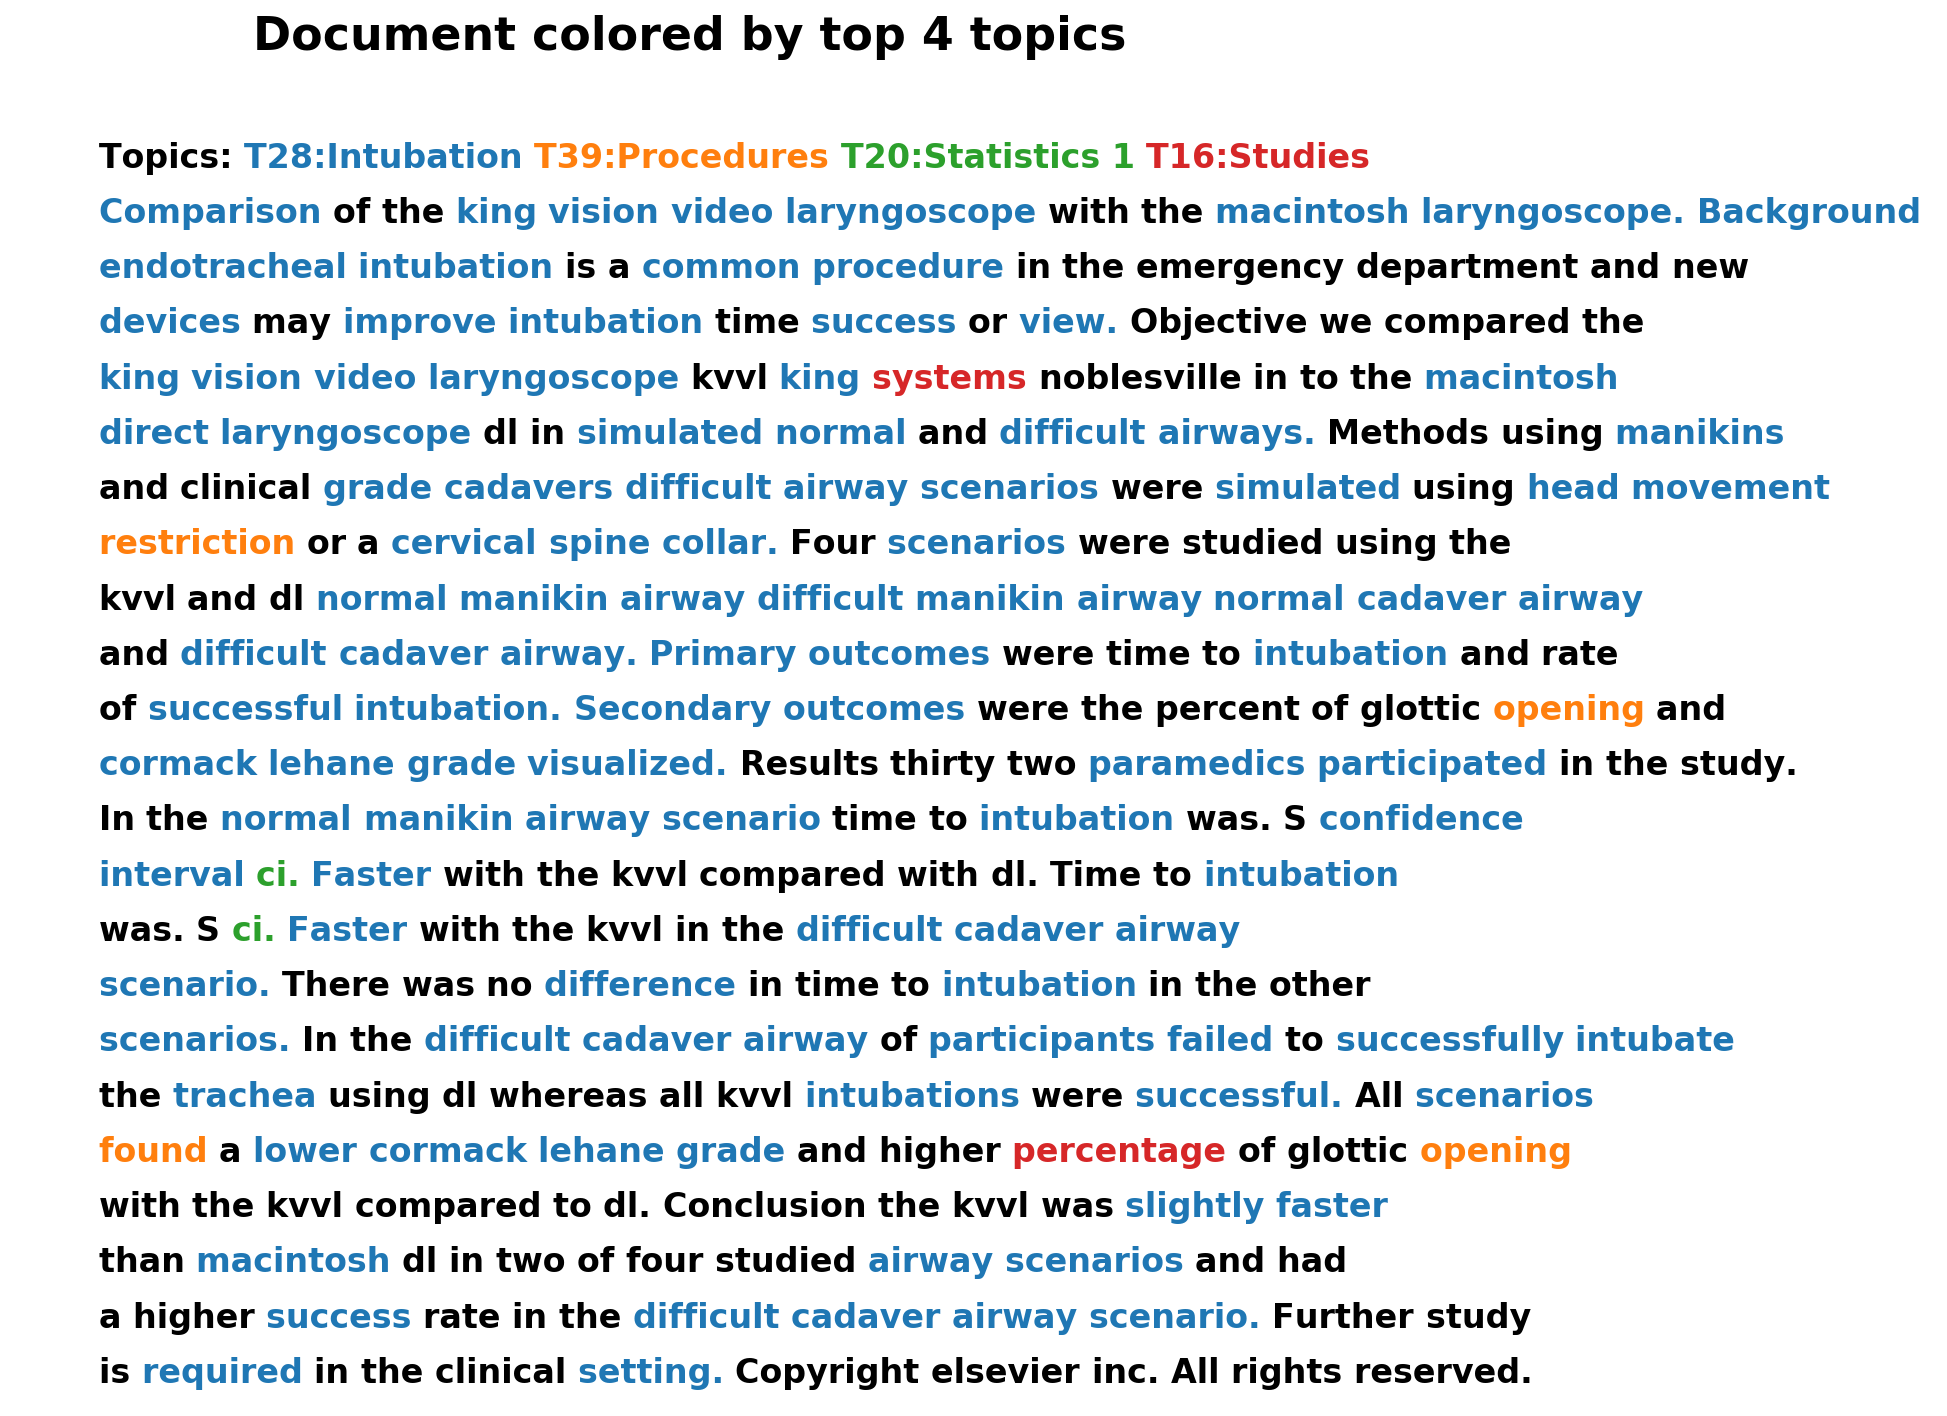 Document colored by top 4 topics
Topics: T28:Intubation T39:Procedures T20:Statistics 1 T16:Studies
Comparison of the king vision video laryngoscope with the macintosh laryngoscope. Background
endotracheal intubation is a common procedure in the emergency department and new
devices may improve intubation time success or view. Objective we compared the
king vision video laryngoscope kvvl king systems noblesville in to the macintosh
direct laryngoscope dl in simulated normal and difficult airways. Methods using manikins
and clinical grade cadavers difficult airway scenarios were simulated using head movement
restriction or a cervical spine collar. Four scenarios were studied using the
kvvl and dl normal manikin airway difficult manikin airway normal cadaver airway
and difficult cadaver airway. Primary outcomes were time to intubation and rate
of successful intubation. Secondary outcomes were the percent of glottic opening and
cormack lehane grade visualized. Results thirty two paramedics participated in the study.
In the normal manikin airway scenario time to intubation was. S confidence
interval ci. Faster with the kvvl compared with dl. Time to intubation
was. S ci. Faster with the kvvl in the difficult cadaver airway
scenario. There was no difference in time to intubation in the other
scenarios. In the difficult cadaver airway of participants failed to successfully intubate
the trachea using dl whereas all kvvl intubations were successful. All scenarios
found a lower cormack lehane grade and higher percentage of glottic opening
with the kvvl compared to dl. Conclusion the kvvl was slightly faster
than macintosh dl in two of four studied airway scenarios and had
a higher success rate in the difficult cadaver airway scenario. Further study
is required in the clinical setting. Copyright elsevier inc. All rights reserved.